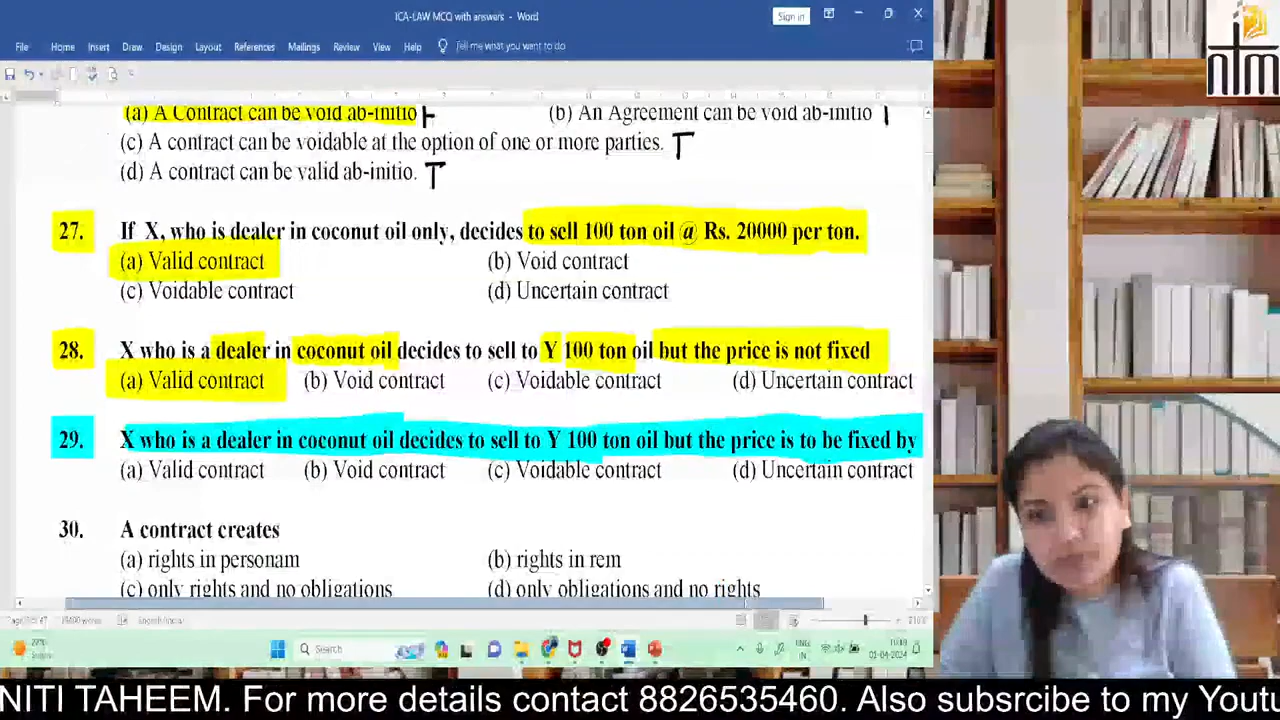 ICA-LAW MCQ with answers - Word
Sign in
File Home Insert Draw Design Layout References Mailings Review View Help Tell me what you want to do
(a) A Contract can be void ab-initio F (b) An Agreement can be void ab-initio
(c) A contract can be voidable at the option of one or more parties. T
(d) A contract can be valid ab-initio. T
27. If X, who is dealer in coconut oil only, decides to sell 100 ton oil @ Rs. 20000 per ton.
(a) Valid contract (b) Void contract
(c) Voidable contract (d) Uncertain contract
28. X who is a dealer in coconut oil decides to sell to Y 100 ton oil but the price is not fixed
(a) Valid contract (b) Void contract (c) Voidable contract (d) Uncertain contract
29. X who is a dealer in coconut oil decides to sell to Y 100 ton oil but the price is to be fixed by
(a) Valid contract (b) Void contract (c) Voidable contract (d) Uncertain contract
30. A contract creates
(a) rights in personam (b) rights in rem
(c) only rights and no obligations (d) only obligations and no rights
English (India)
Search
ENG
IN
01-04-2024
ntm
NITI TAHEEM. For more details contact 8826535460. Also subsrcibe to my Youtu